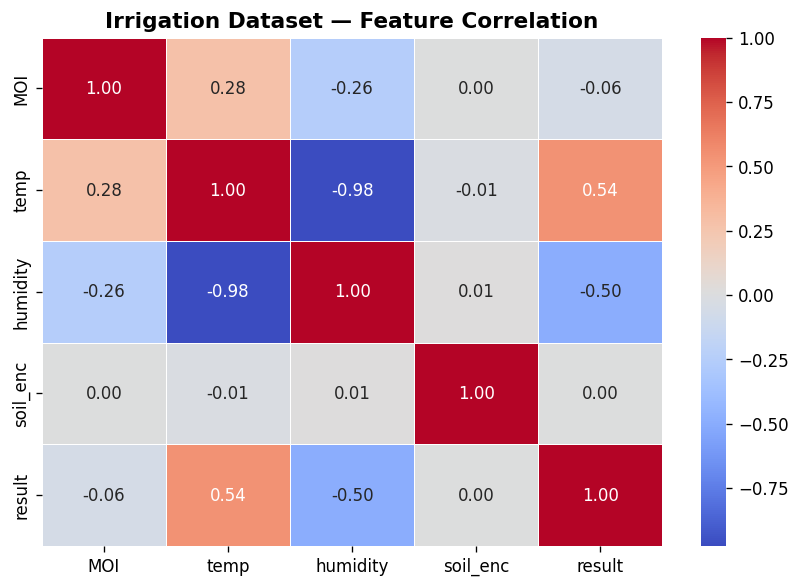 Irrigation Dataset — Feature Correlation
MOI 1.00 0.28 -0.26 0.00 -0.06
temp 0.28 1.00 -0.98 -0.01 0.54
humidity -0.26 -0.98 1.00 0.01 -0.50
soil_enc 0.00 -0.01 0.01 1.00 0.00
result -0.06 0.54 -0.50 0.00 1.00
MOI temp humidity soil_enc result
1.00
0.75
0.50
0.25
0.00
−0.25
−0.50
−0.75